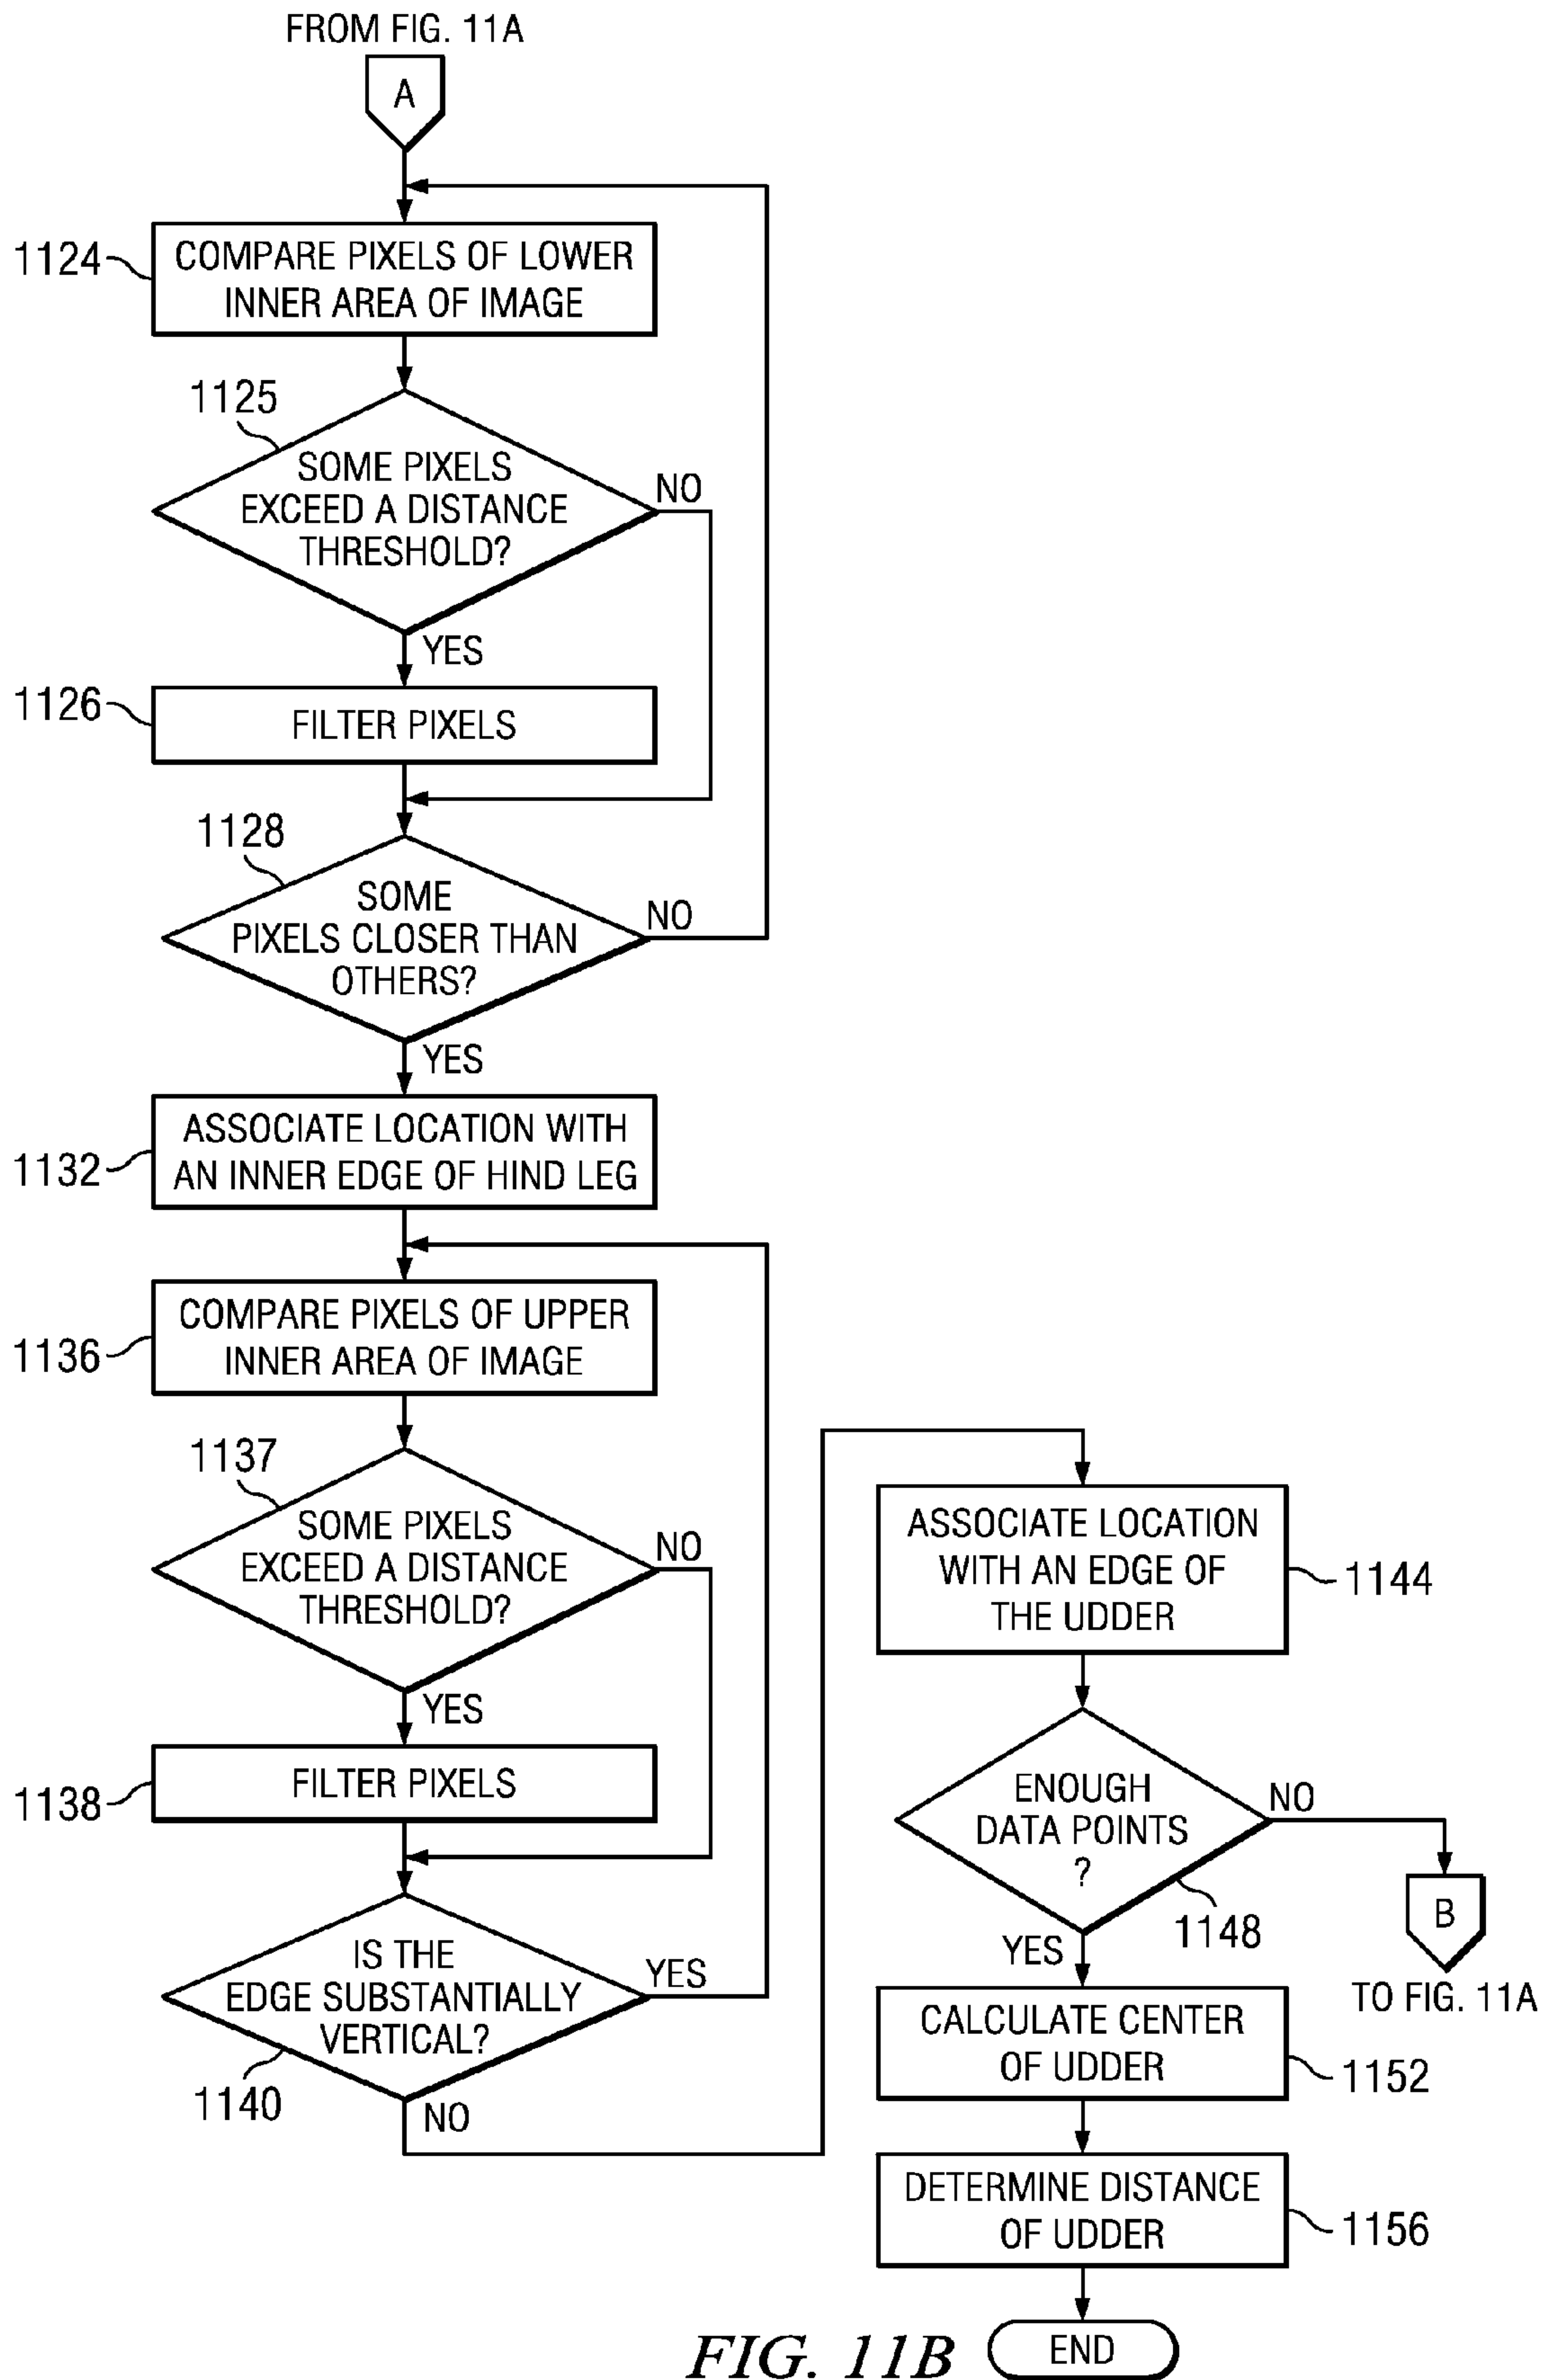 FROM FIG. 11A
A
1124
COMPARE PIXELS OF LOWER
INNER AREA OF IMAGE
1125
SOME PIXELS
EXCEED A DISTANCE
THRESHOLD?
NO
YES
1126
FILTER PIXELS
1128
SOME
PIXELS CLOSER THAN
OTHERS?
NO
YES
1132
ASSOCIATE LOCATION WITH
AN INNER EDGE OF HIND LEG
1136
COMPARE PIXELS OF UPPER
INNER AREA OF IMAGE
1137
SOME PIXELS
EXCEED A DISTANCE
THRESHOLD?
NO
YES
1138
FILTER PIXELS
IS THE
EDGE SUBSTANTIALLY
VERTICAL?
YES
1140
NO
ASSOCIATE LOCATION
WITH AN EDGE OF
THE UDDER
1144
ENOUGH
DATA POINTS
?
NO
1148
YES
B
TO FIG. 11A
CALCULATE CENTER
OF UDDER
1152
DETERMINE DISTANCE
OF UDDER
1156
END
FIG. 11B